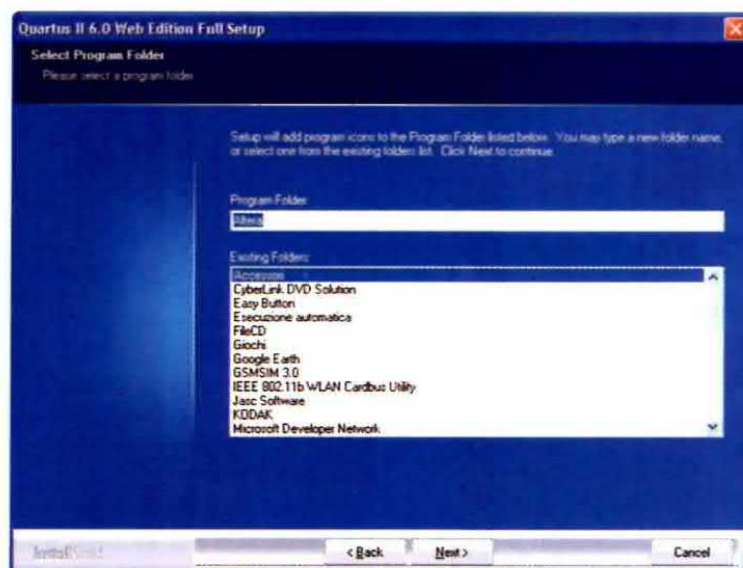 Quartus II 6.0 Web Edition Full Setup
Select Program Folder
Please select a program folder
Setup will add program icons to the Program Folder listed below. You may type a new folder name,
or select one from the existing folders list. Click Next to continue.
Program Folder:
Altera
Existing Folders:
Accessori
CyberLink DVD Solution
Easy Button
Esecuzione automatica
FileCD
Giochi
Google Earth
GSMSIM 3.0
IEEE 802.11b WLAN Cardbus Utility
Jasc Software
KODAK
Microsoft Developer Network
InstallShield
< Back
Next >
Cancel